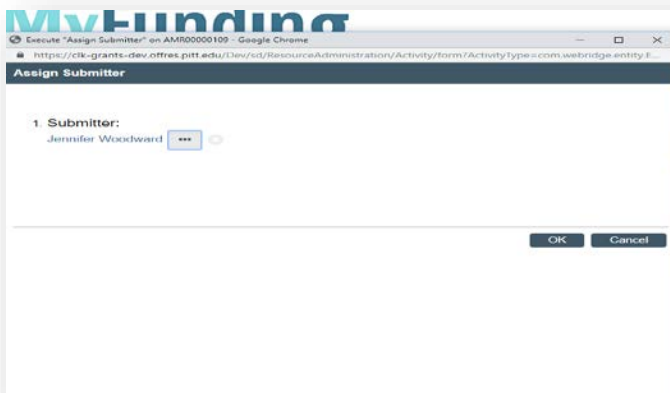 MyFunding
Execute "Assign Submitter" on AMR00000109 - Google Chrome
https://clk-grants-dev.offres.pitt.edu/Dev/sd/ResourceAdministration/Activity/form?ActivityType=com.webridge.entity.E...
Assign Submitter
1. Submitter:
Jennifer Woodward ...
OK Cancel